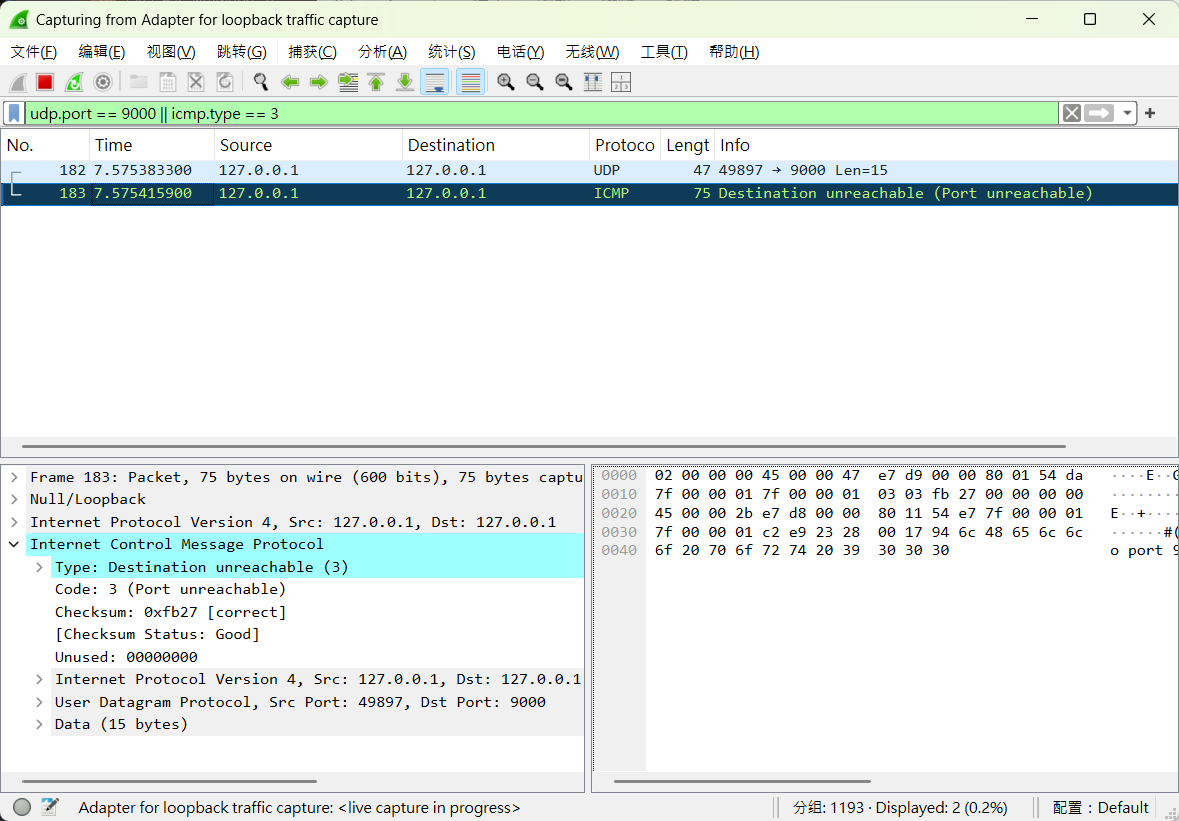 Capturing from Adapter for loopback traffic capture
文件(F) 编辑(E) 视图(V) 跳转(G) 捕获(C) 分析(A) 统计(S) 电话(Y) 无线(W) 工具(T) 帮助(H)
udp.port == 9000 || icmp.type == 3
No. Time Source Destination Protoco Lengt Info
182 7.575383300 127.0.0.1 127.0.0.1 UDP 47 49897 → 9000 Len=15
183 7.575415900 127.0.0.1 127.0.0.1 ICMP 75 Destination unreachable (Port unreachable)
Frame 183: Packet, 75 bytes on wire (600 bits), 75 bytes captu
Null/Loopback
Internet Protocol Version 4, Src: 127.0.0.1, Dst: 127.0.0.1
Internet Control Message Protocol
Type: Destination unreachable (3)
Code: 3 (Port unreachable)
Checksum: 0xfb27 [correct]
[Checksum Status: Good]
Unused: 00000000
Internet Protocol Version 4, Src: 127.0.0.1, Dst: 127.0.0.1
User Datagram Protocol, Src Port: 49897, Dst Port: 9000
Data (15 bytes)
0000 02 00 00 00 45 00 00 47 e7 d9 00 00 80 01 54 da ····E··G
0010 7f 00 00 01 7f 00 00 01 03 03 fb 27 00 00 00 00 ········
0020 45 00 00 2b e7 d8 00 00 80 11 54 e7 7f 00 00 01 E··+····
0030 7f 00 00 01 c2 e9 23 28 00 17 94 6c 48 65 6c 6c ······#(
0040 6f 20 70 6f 72 74 20 39 30 30 30 o port 9
Adapter for loopback traffic capture: <live capture in progress>
分组: 1193 · Displayed: 2 (0.2%)
配置：Default